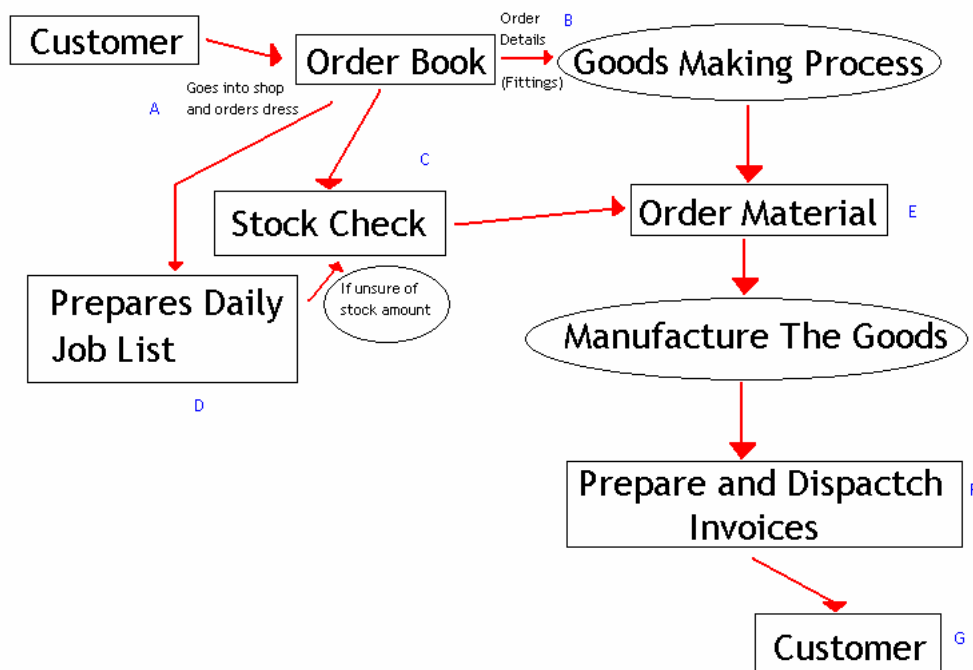 Customer
Order Book
Order
Details
(Fittings)
B
Goods Making Process
A
Goes into shop
and orders dress
C
Stock Check
Order Material
E
If unsure of
stock amount
Prepares Daily
Job List
D
Manufacture The Goods
Prepare and Dispactch
Invoices
F
Customer
G